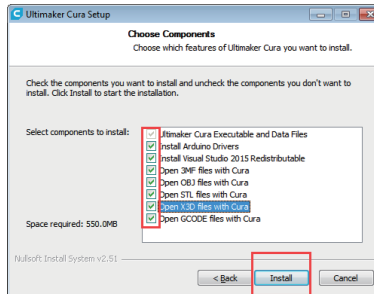 Ultimaker Cura Setup
Choose Components
Choose which features of Ultimaker Cura you want to install.
Check the components you want to install and uncheck the components you don't want to
install. Click Install to start the installation.
Select components to install:
Ultimaker Cura Executable and Data Files
Install Arduino Drivers
Install Visual Studio 2015 Redistributable
Open 3MF files with Cura
Open OBJ files with Cura
Open STL files with Cura
Open X3D files with Cura
Open GCODE files with Cura
Space required: 550.0MB
Nullsoft Install System v2.51
< Back Install Cancel